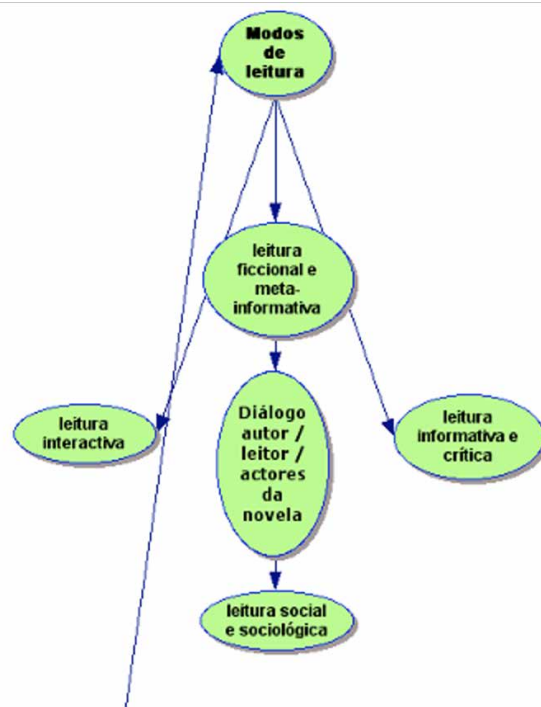 Modos
de
leitura
leitura
ficcional e
meta-
informativa
leitura
interactiva
Diálogo
autor /
leitor /
actores
da
novela
leitura
informativa e
crítica
leitura social
e sociológica